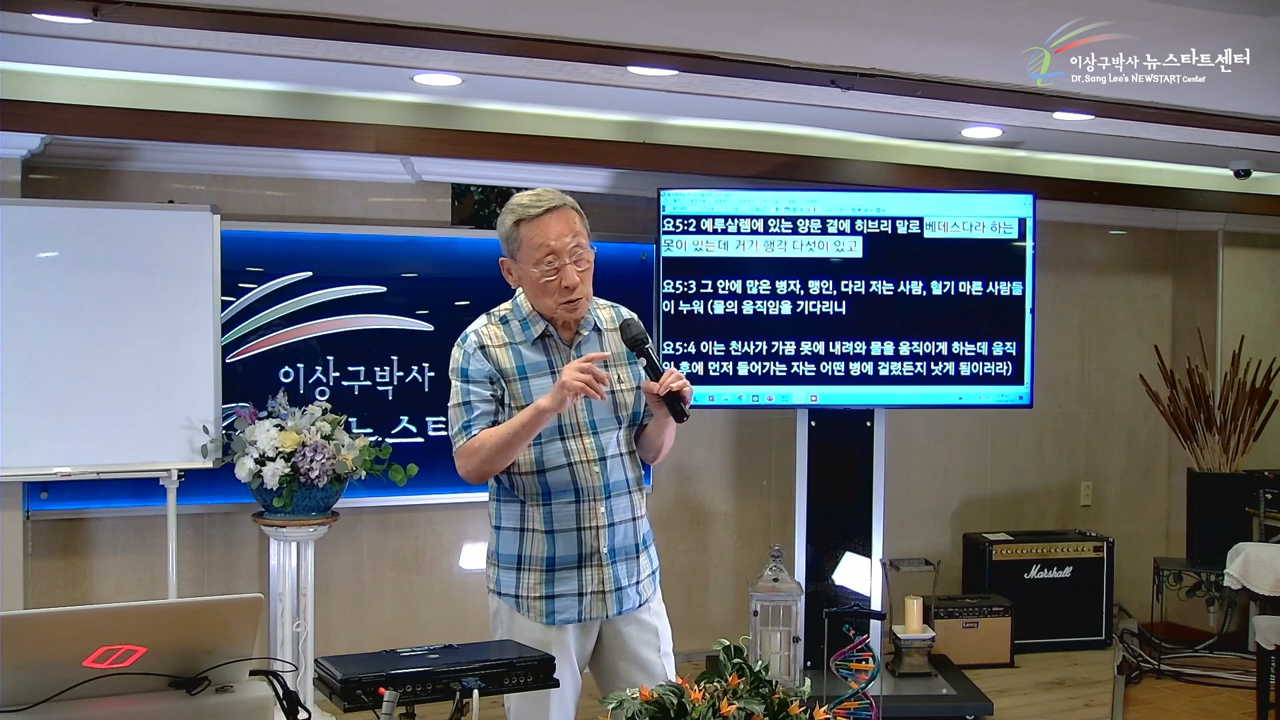 이상구박사 뉴스타트센터
Dr. Sang Lee's NEWSTART Center
요5:2 예루살렘에 있는 양문 곁에 히브리 말로 베데스다라 하는
못이 있는데 거기 행각 다섯이 있고
요5:3 그 안에 많은 병자, 맹인, 다리 저는 사람, 혈기 마른 사람들
이 누워 (물의 움직임을 기다리니
요5:4 이는 천사가 가끔 못에 내려와 물을 움직이게 하는데 움직
인 후에 먼저 들어가는 자는 어떤 병에 걸렸든지 낫게 됨이러라)
이상구박사
뉴스타
Marshall
Laney